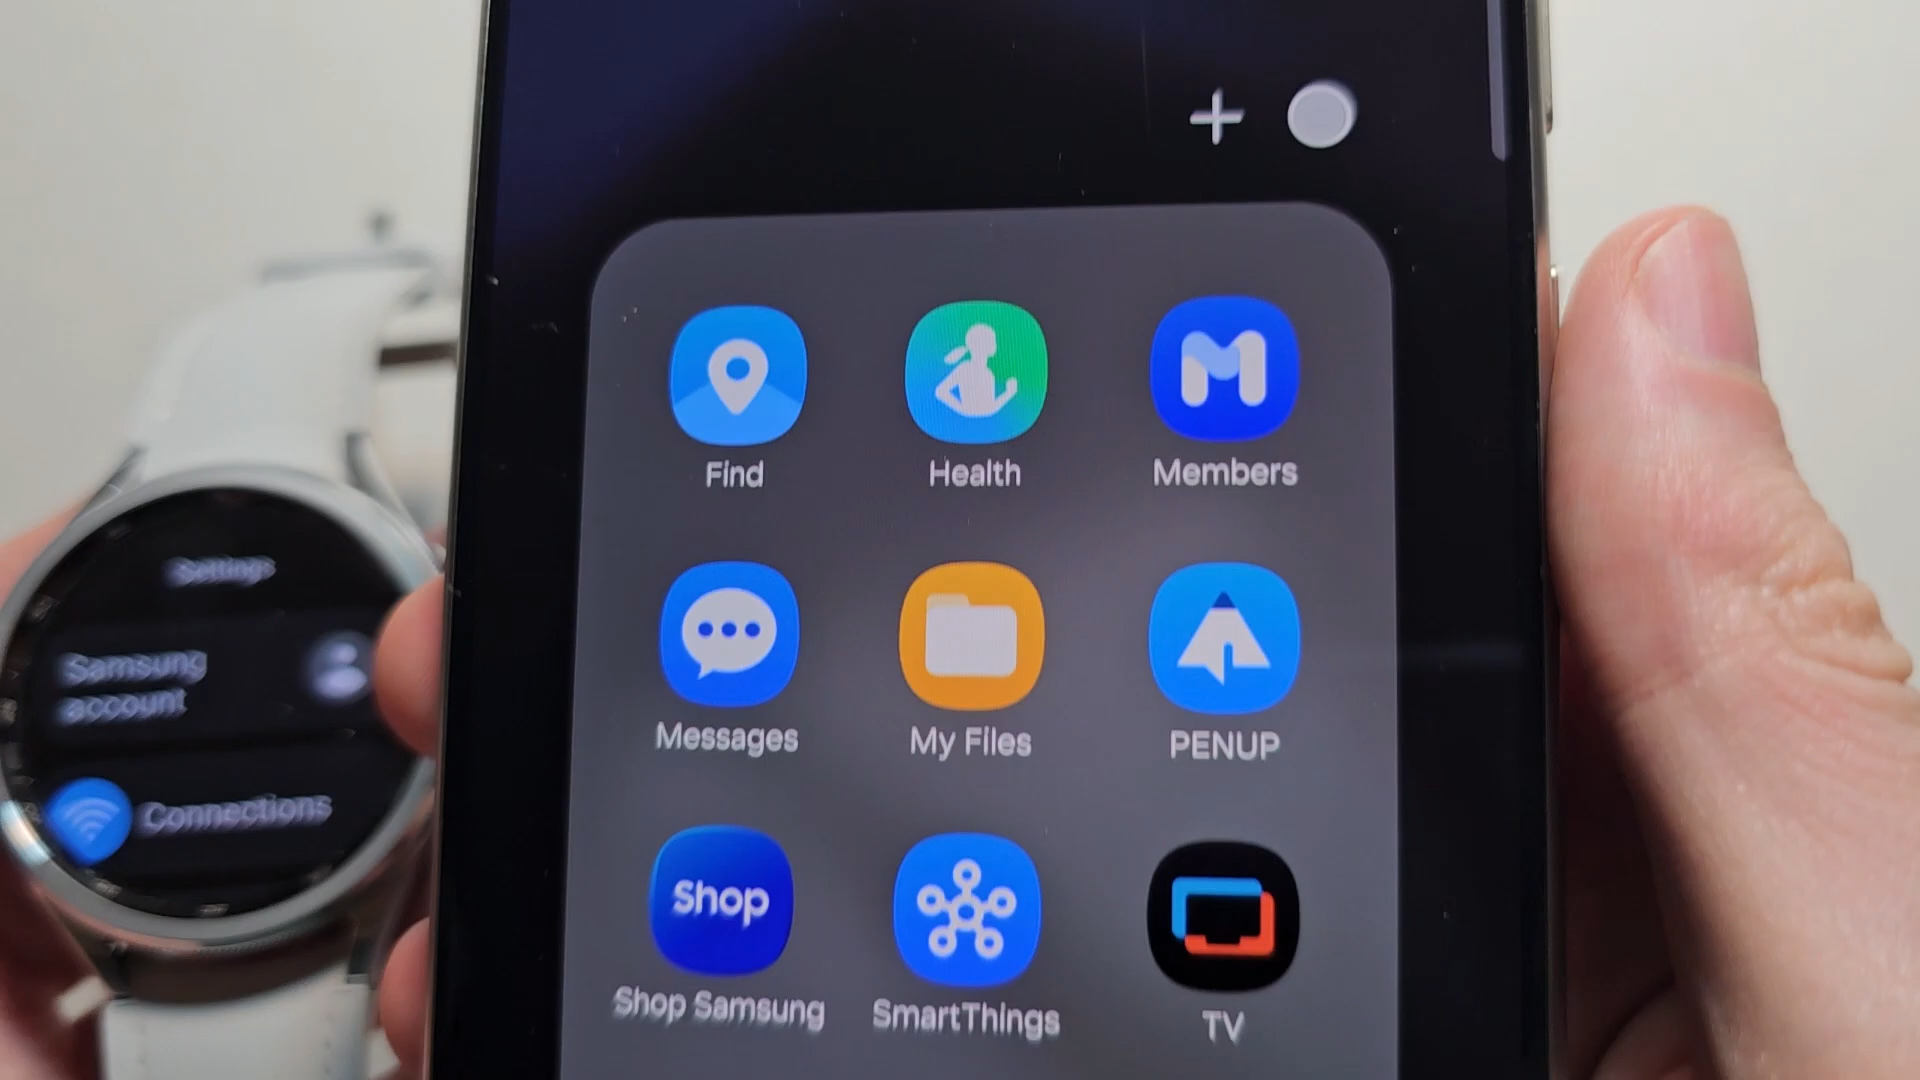 Find
Health
Members
Messages
My Files
PENUP
Shop
Shop Samsung
SmartThings
TV
Settings
Samsung
account
Connections